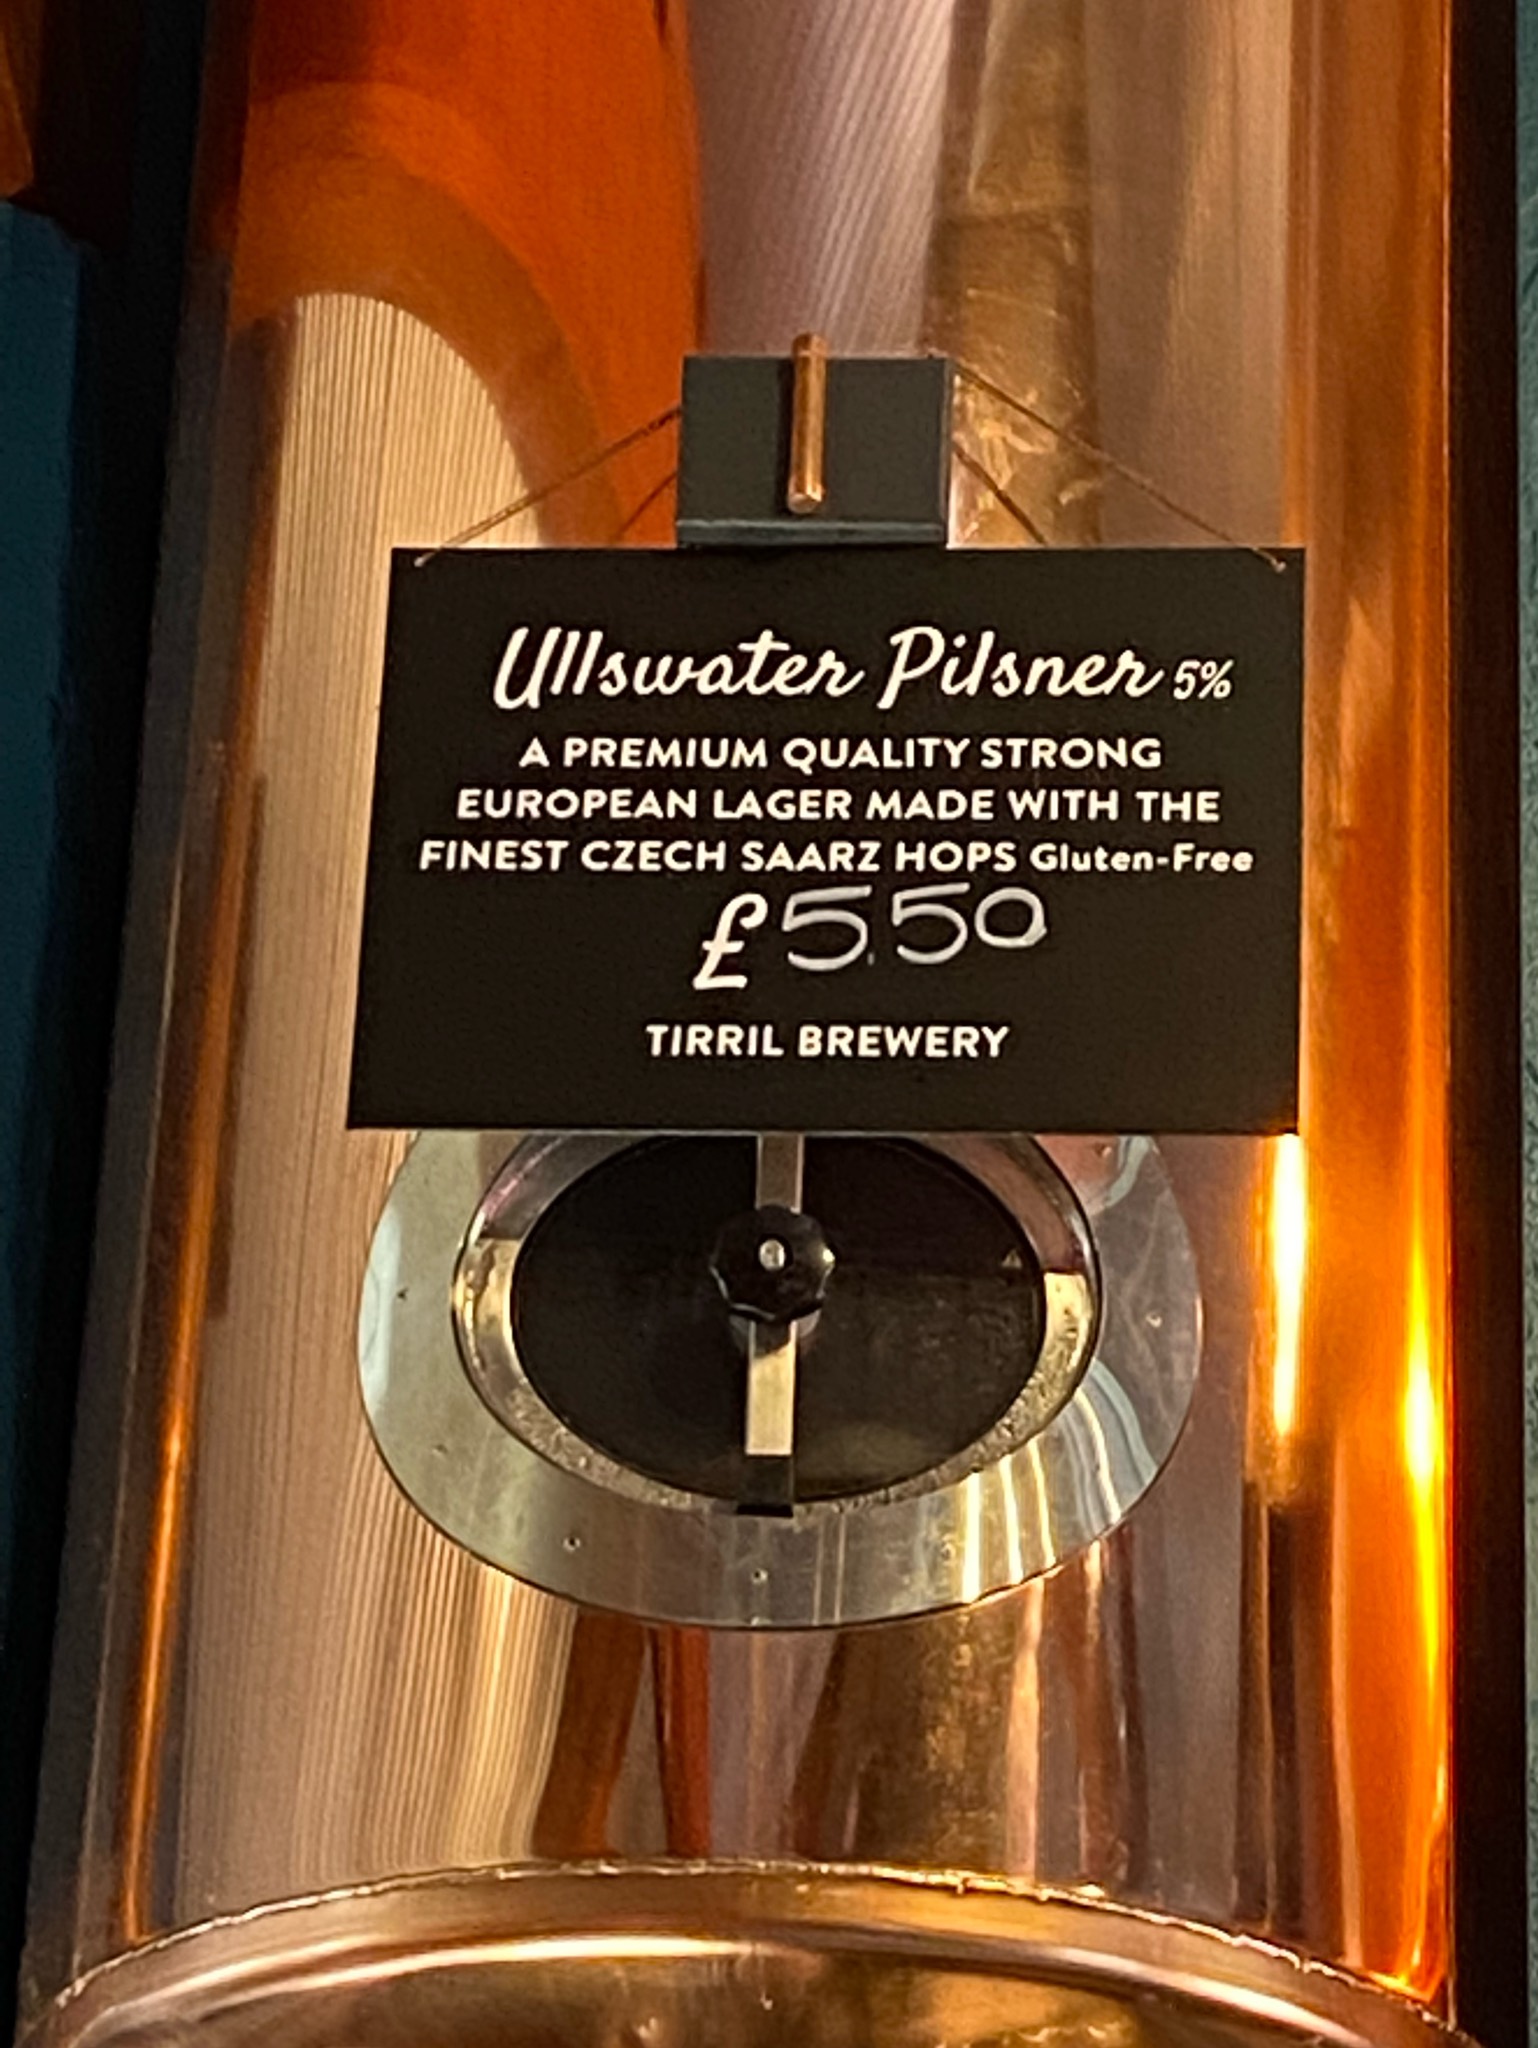 Ullswater Pilsner 5%
A PREMIUM QUALITY STRONG
EUROPEAN LAGER MADE WITH THE
FINEST CZECH SAARZ HOPS Gluten-Free
£5.50
TIRRIL BREWERY